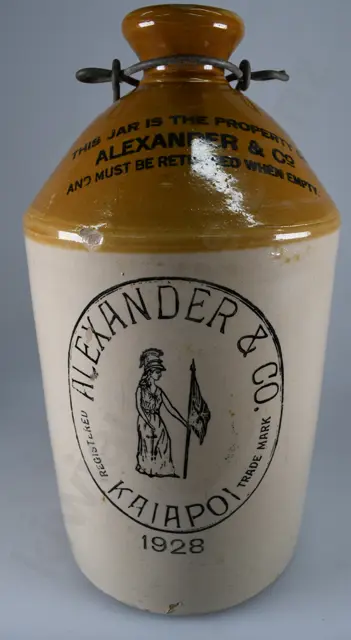 THIS JAR IS THE PROPERTY
ALEXANDER & CO
AND MUST BE RETURNED WHEN EMPTY.
ALEXANDER & CO.
REGISTERED
TRADE MARK
KAIAPOI
1928